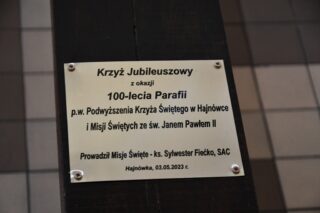 Krzyż Jubileuszowy
z okazji
100-lecia Parafii
p.w. Podwyższenia Krzyża Świętego w Hajnówce
i Misji Świętych ze św. Janem Pawłem II
Prowadził Misje Święte - ks. Sylwester Fiećko, SAC
Hajnówka, 03.05.2023 r.